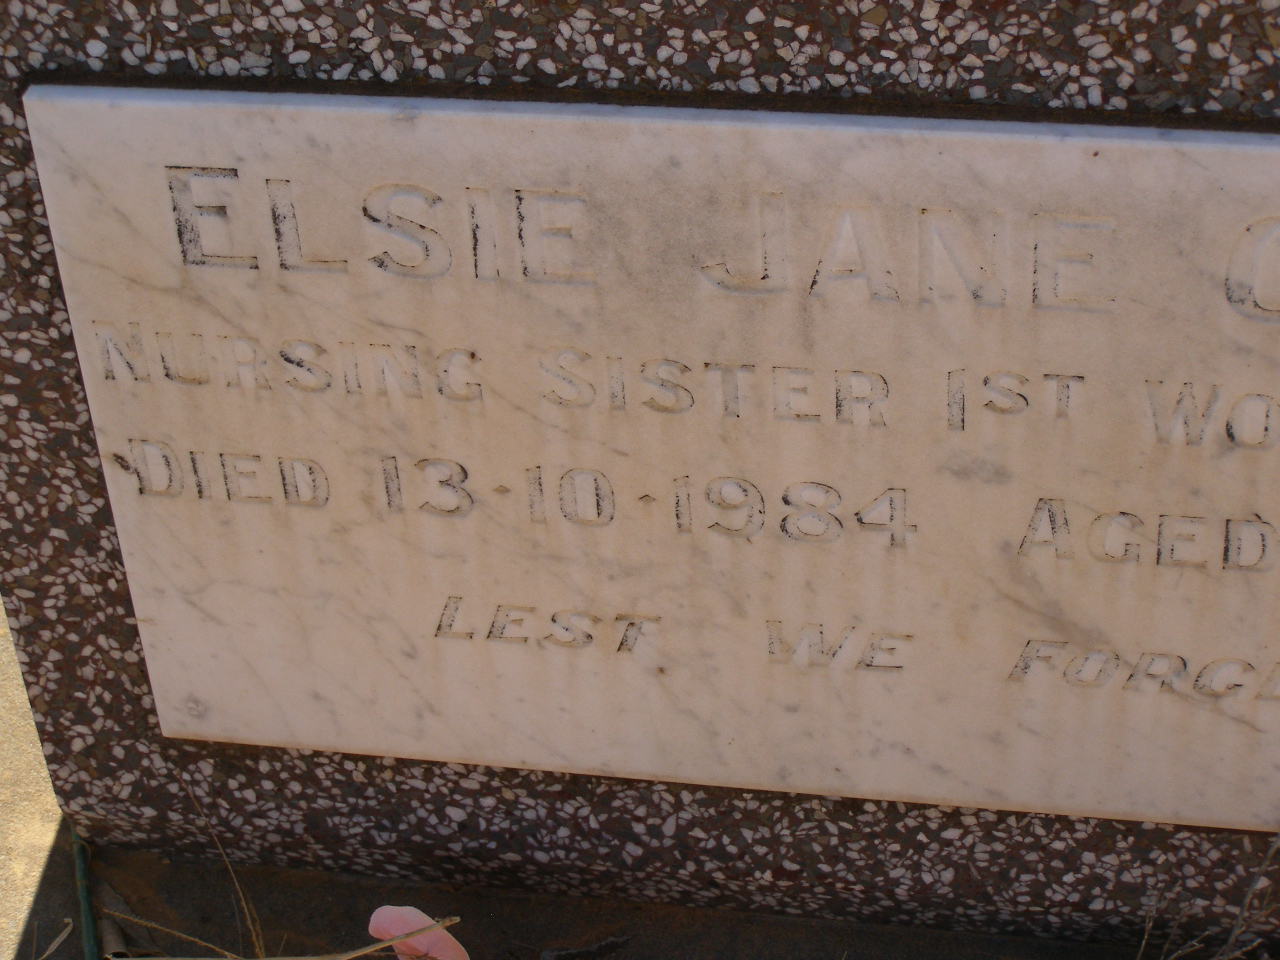 ELSIE JANE
NURSING SISTER 1ST
DIED 13·10·1984 AGED
LEST WE